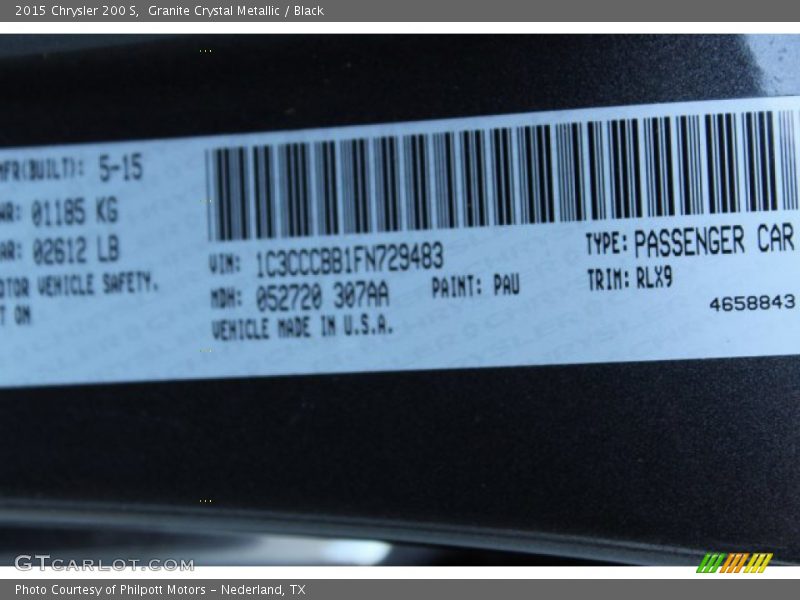 2015 Chrysler 200 S, Granite Crystal Metallic / Black
MFR(BUILT): 5-15
01185 KG
02612 LB
VEHICLE SAFETY.
ON
VIN: 1C3CCCBB1FN729483
MDH: 052720 307AA PAINT: PAU
VEHICLE MADE IN U.S.A.
TYPE: PASSENGER CAR
TRIM: RLX9
4658843
GTCARLOT.COM
Photo Courtesy of Philpott Motors - Nederland, TX